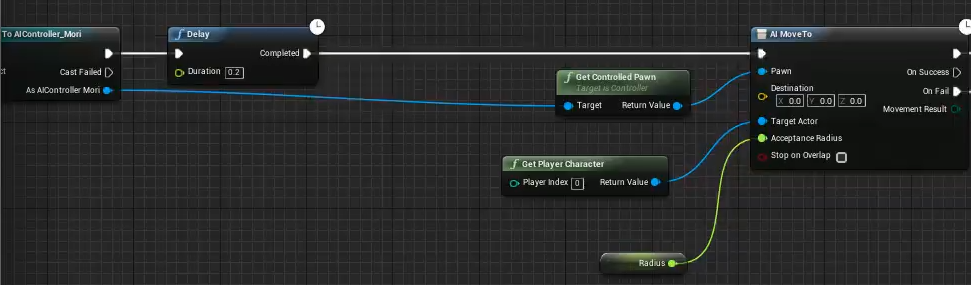 To AIController_Mori
Cast Failed
As AIController Mori
Delay
Completed
Duration 0.2
Get Controlled Pawn
Target is Controller
Target Return Value
Get Player Character
Player Index 0 Return Value
Radius
AI MoveTo
Pawn On Success
Destination On Fail
X 0.0 Y 0.0 Z 0.0
Movement Result
Target Actor
Acceptance Radius
Stop on Overlap